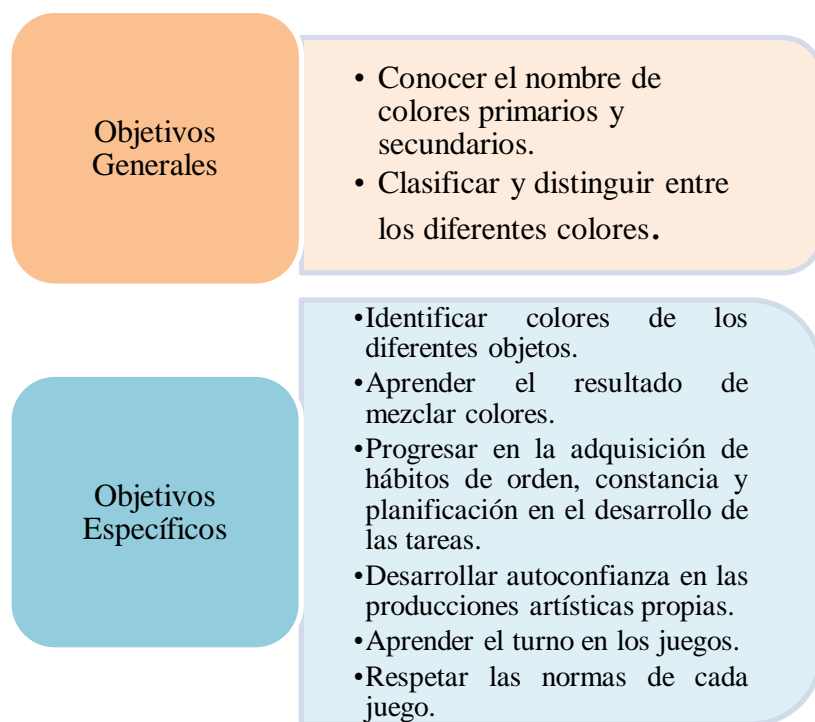 Objetivos
Generales
• Conocer el nombre de
colores primarios y
secundarios.
• Clasificar y distinguir entre
los diferentes colores.
Objetivos
Específicos
•Identificar colores de los
diferentes objetos.
•Aprender el resultado de
mezclar colores.
•Progresar en la adquisición de
hábitos de orden, constancia y
planificación en el desarrollo de
las tareas.
•Desarrollar autoconfianza en las
producciones artísticas propias.
•Aprender el turno en los juegos.
•Respetar las normas de cada
juego.